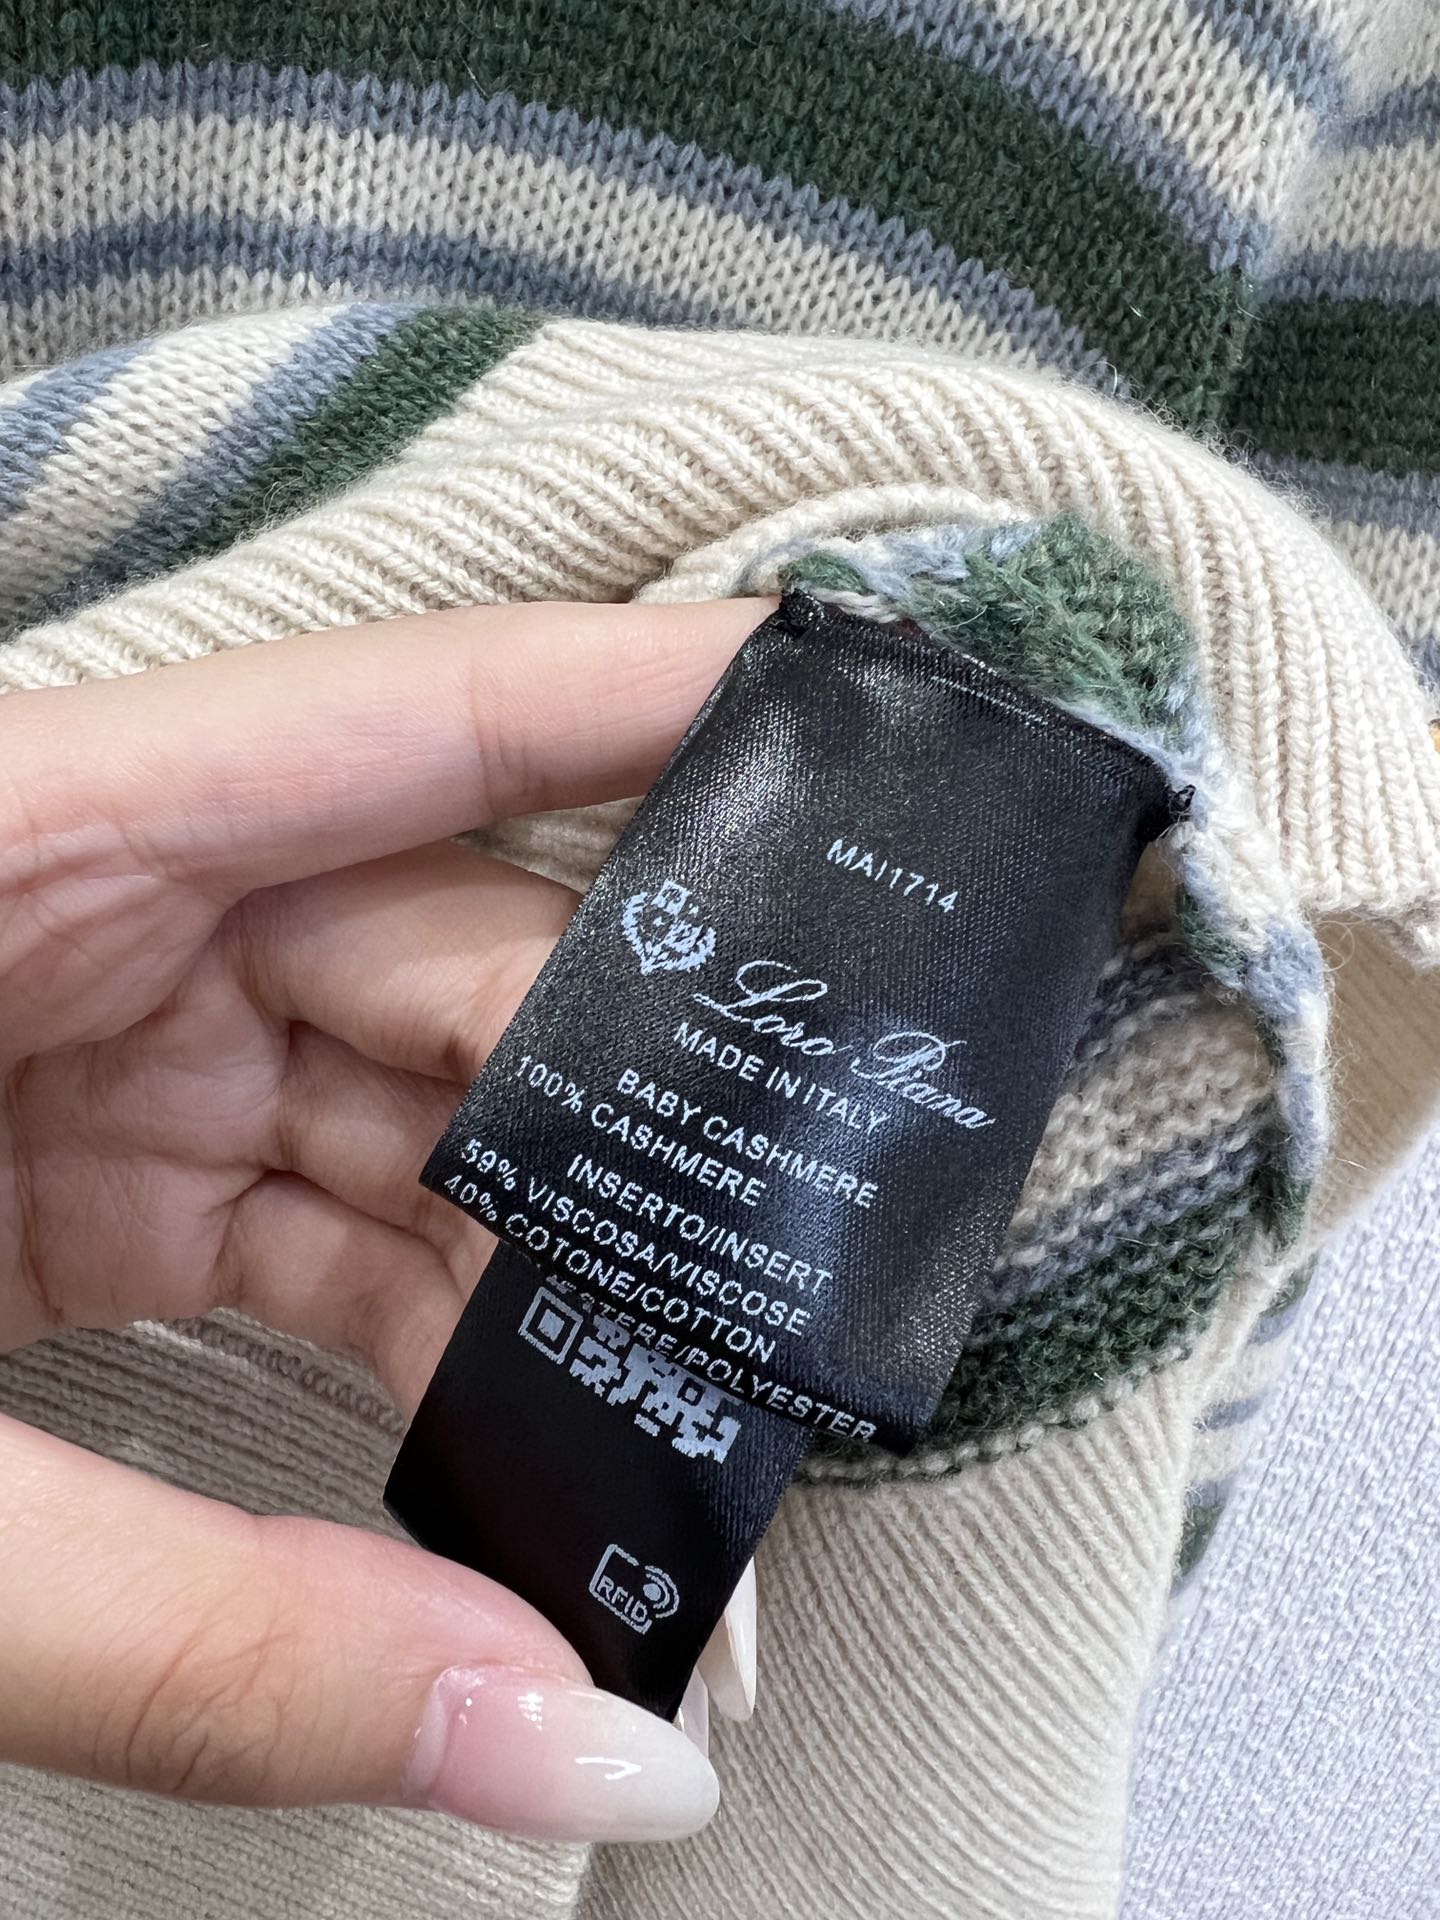 MAI1714
Loro Piana
MADE IN ITALY
BABY CASHMERE
100% CASHMERE
INSERTO/INSERT
59% VISCOSA/VISCOSE
40% COTONE/COTTON
POLIESTERE/POLYESTER
RFID